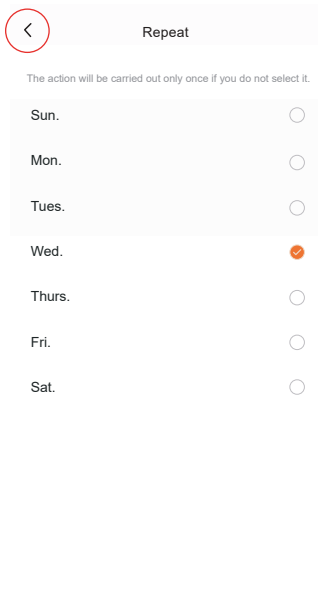 Repeat
The action will be carried out only once if you do not select it.
Sun.
Mon.
Tues.
Wed.
Thurs.
Fri.
Sat.